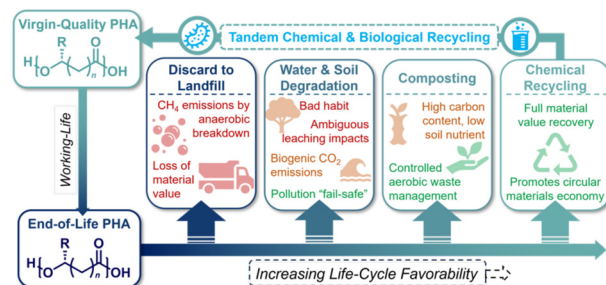 Virgin-Quality PHA
R
O
H
O
n
OH
Working-Life
End-of-Life PHA
R
O
H
O
n
OH
Tandem Chemical & Biological Recycling
Discard to
Landfill
CH4 emissions by
anaerobic
breakdown
Loss of
material
value
Water & Soil
Degradation
Bad habit
Ambiguous
leaching impacts
Biogenic CO2
emissions
Pollution "fail-safe"
Composting
High carbon
content, low
soil nutrient
Controlled
aerobic waste
management
Chemical
Recycling
Full material
value recovery
Promotes circular
materials economy
Increasing Life-Cycle Favorability